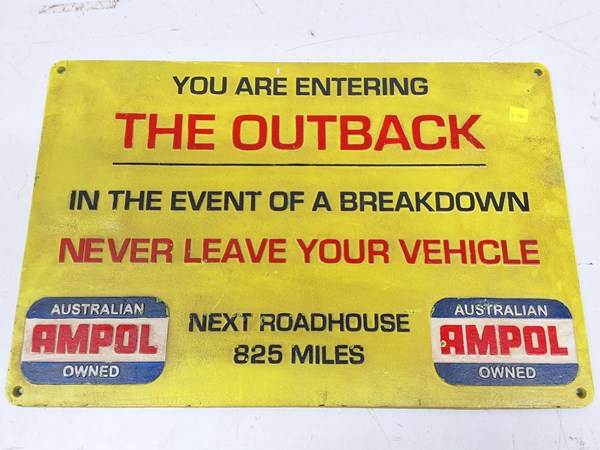 YOU ARE ENTERING
THE OUTBACK
IN THE EVENT OF A BREAKDOWN
NEVER LEAVE YOUR VEHICLE
AUSTRALIAN
AMPOL
OWNED
NEXT ROADHOUSE
825 MILES
AUSTRALIAN
AMPOL
OWNED